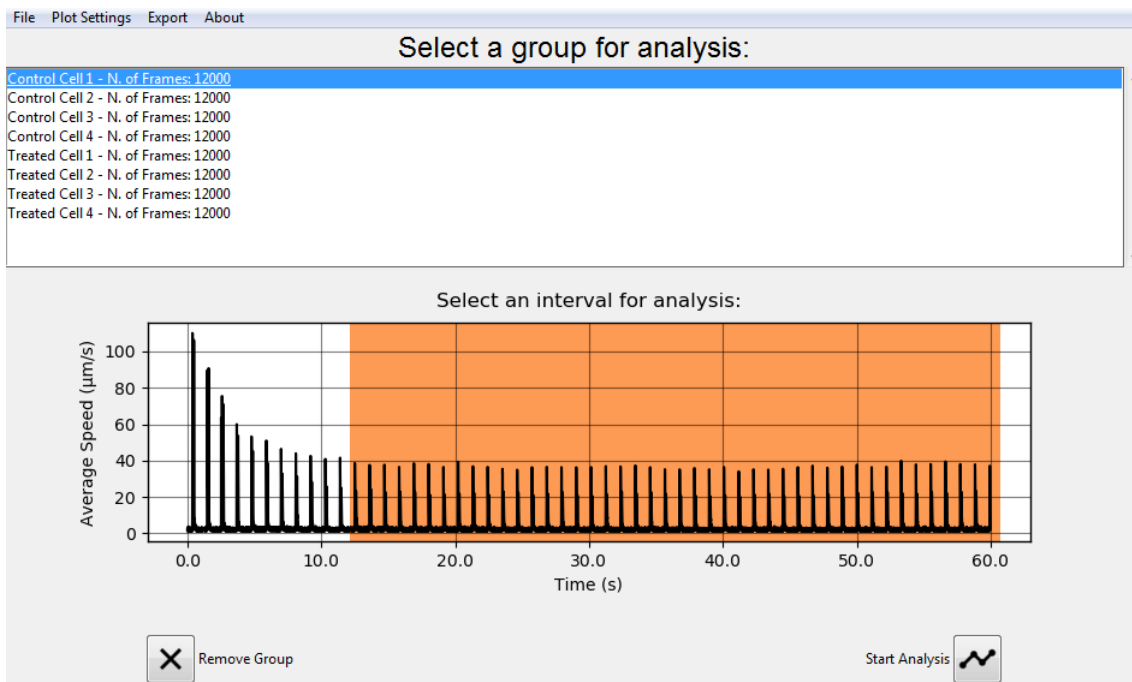 File Plot Settings Export About
Select a group for analysis:
Control Cell 1 - N. of Frames: 12000
Control Cell 2 - N. of Frames: 12000
Control Cell 3 - N. of Frames: 12000
Control Cell 4 - N. of Frames: 12000
Treated Cell 1 - N. of Frames: 12000
Treated Cell 2 - N. of Frames: 12000
Treated Cell 3 - N. of Frames: 12000
Treated Cell 4 - N. of Frames: 12000
Select an interval for analysis:
Average Speed (µm/s)
100
80
60
40
20
0
0.0 10.0 20.0 30.0 40.0 50.0 60.0
Time (s)
Remove Group Start Analysis